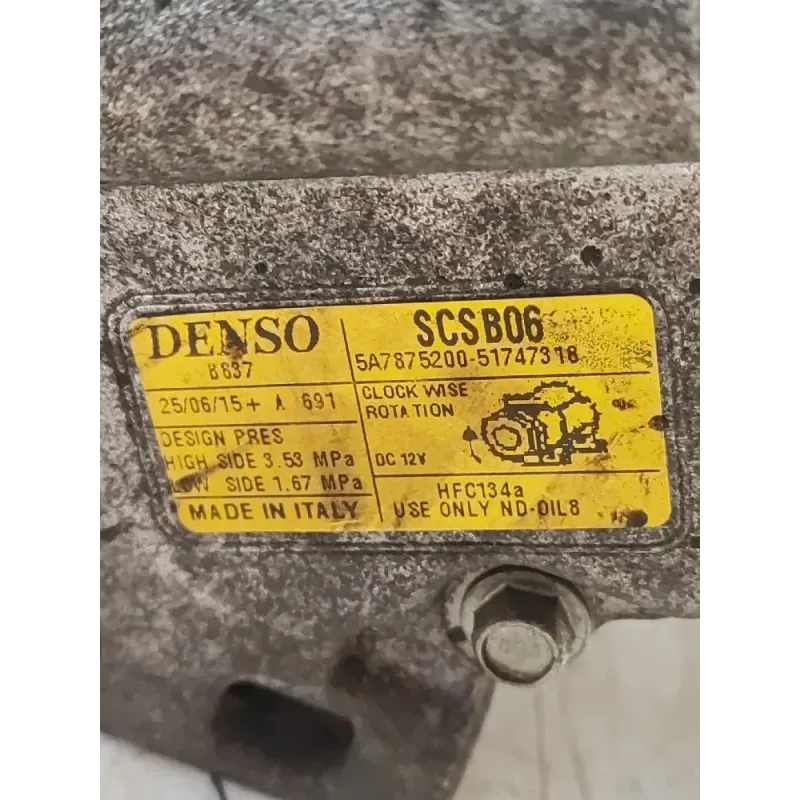 DENSO
B637
25/06/15+ A 691
DESIGN PRES
HIGH SIDE 3.53 MPa
LOW SIDE 1.67 MPa
MADE IN ITALY
SCSB06
5A7875200-51747318
CLOCK WISE
ROTATION
DC 12V
HFC134a
USE ONLY ND-OIL8